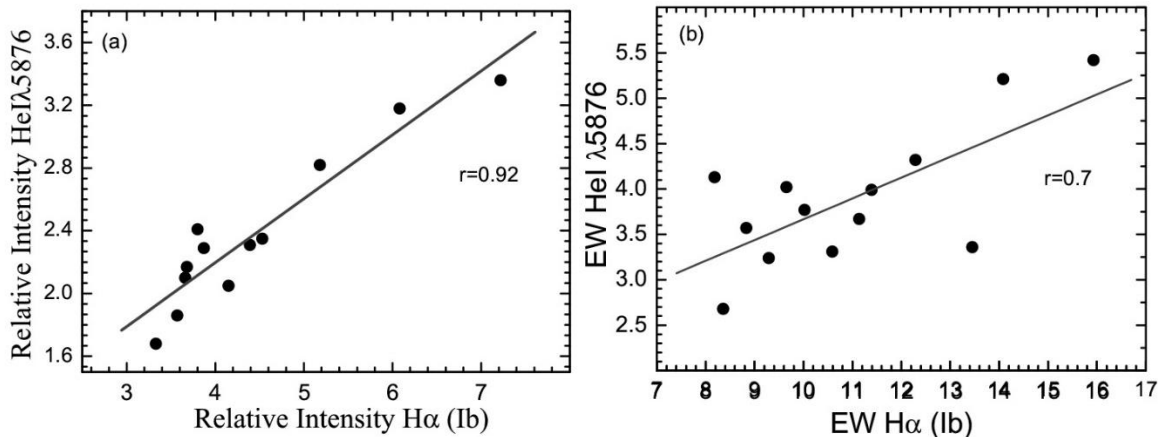 (a)
Relative Intensity HeIλ5876
3.6
3.2
2.8
2.4
2.0
1.6
r=0.92
3 4 5 6 7
Relative Intensity Hα (Ib)
(b)
EW HeI λ5876
5.5
5.0
4.5
4.0
3.5
3.0
2.5
r=0.7
7 8 9 10 11 12 13 14 15 16 17
EW Hα (Ib)